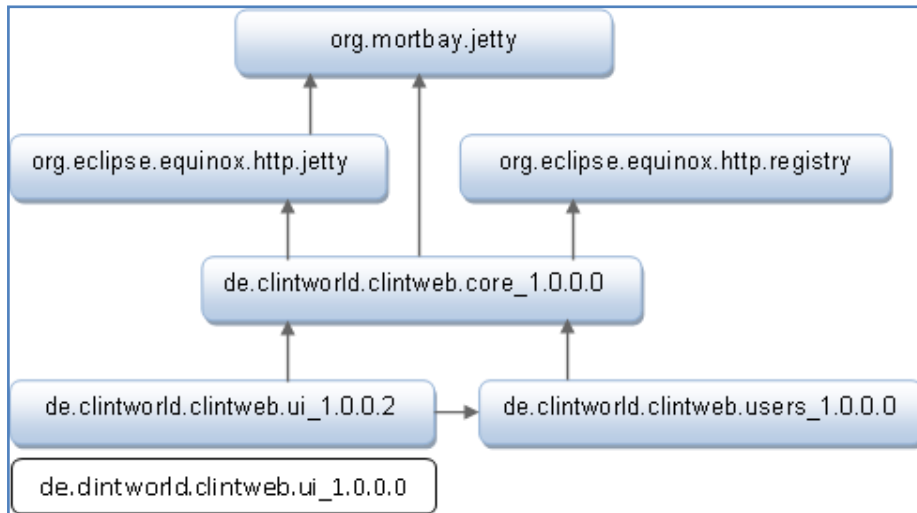 org.mortbay.jetty
org.eclipse.equinox.http.jetty
org.eclipse.equinox.http.registry
de.clintworld.clintweb.core_1.0.0.0
de.clintworld.clintweb.ui_1.0.0.2
de.clintworld.clintweb.users_1.0.0.0
de.dintworld.clintweb.ui_1.0.0.0